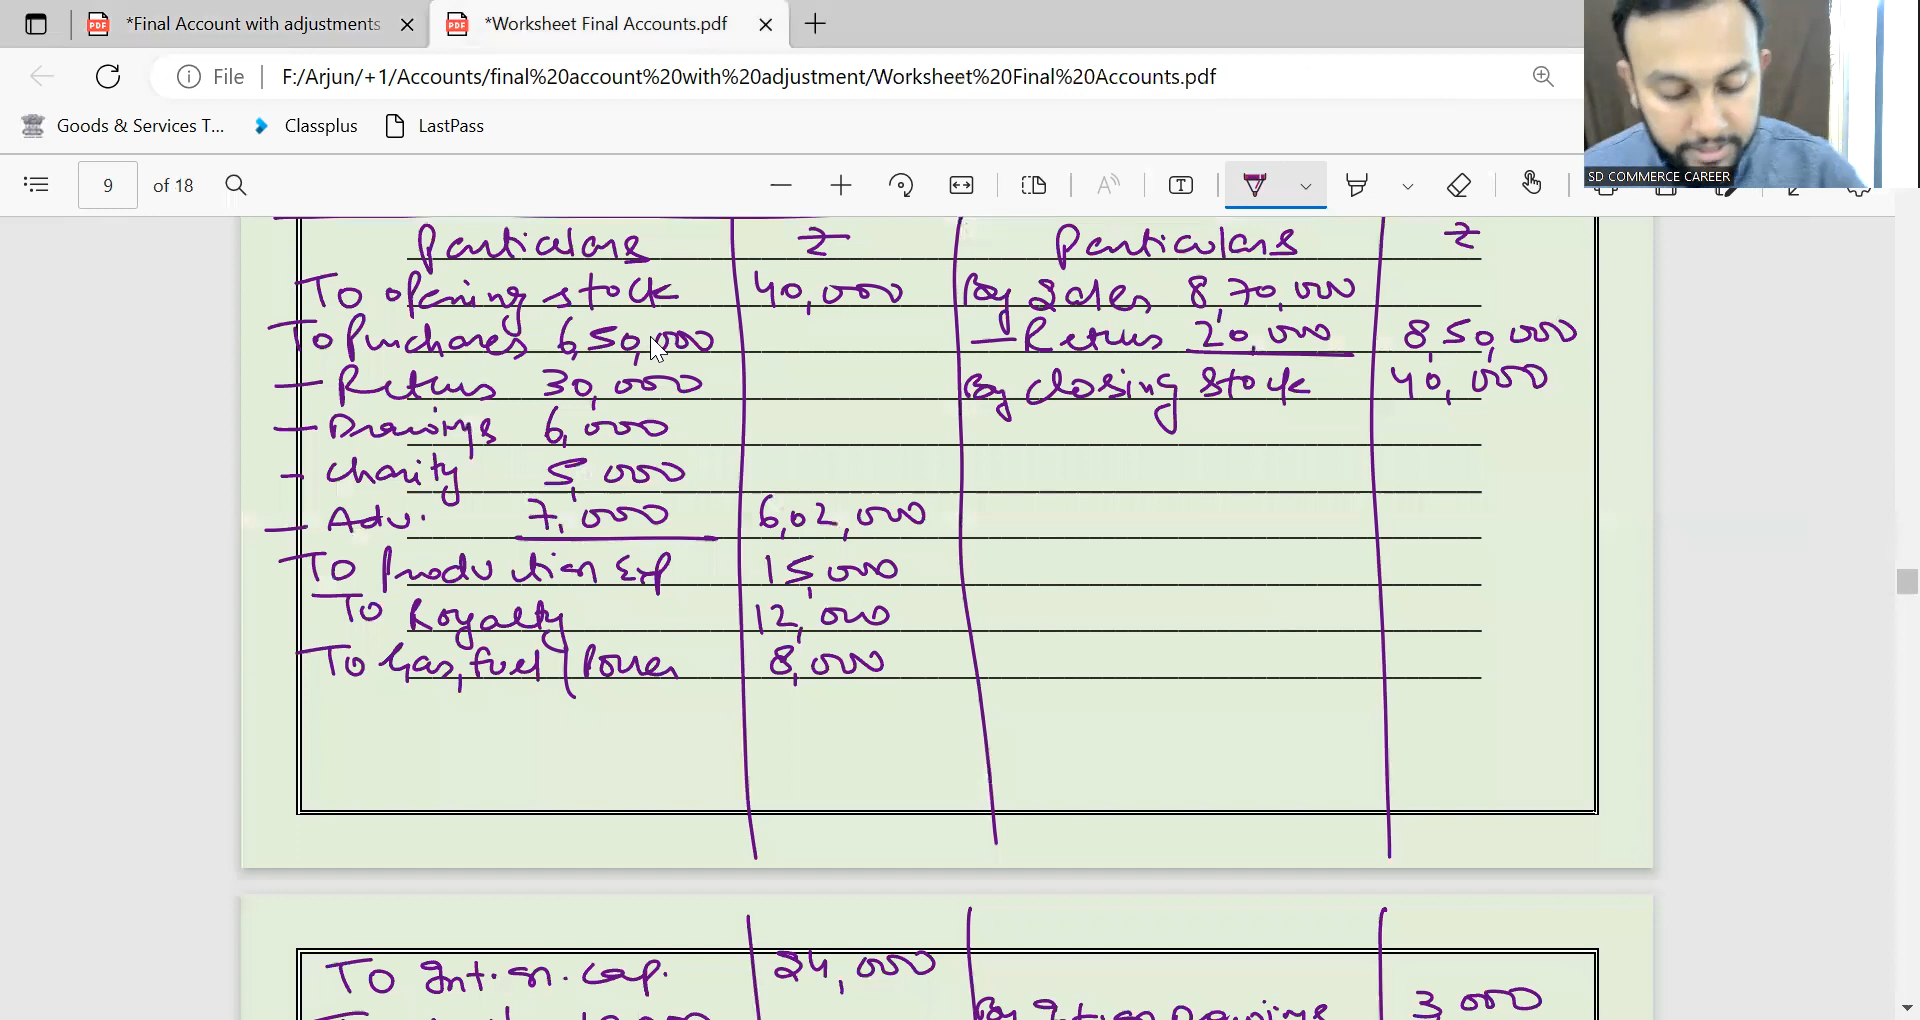 *Final Account with adjustments
*Worksheet Final Accounts.pdf
File F:/Arjun/+1/Accounts/final%20account%20with%20adjustment/Worksheet%20Final%20Accounts.pdf
Goods & Services T... Classplus LastPass
9 of 18
SD COMMERCE CAREER
Particulars ₹ Particulars ₹
To opening stock 40,000 By Sales 8,70,000
To Purchases 6,50,000 — Returns 20,000 8,50,000
— Returns 30,000 By closing stock 40,000
— Drawings 6,000
- charity 5,000
— Adv. 7,000 6,02,000
To Production Exp 15,000
To Royalty 12,000
To Gas, fuel / Power 8,000
To Int. on. cap. 24,000
3,000